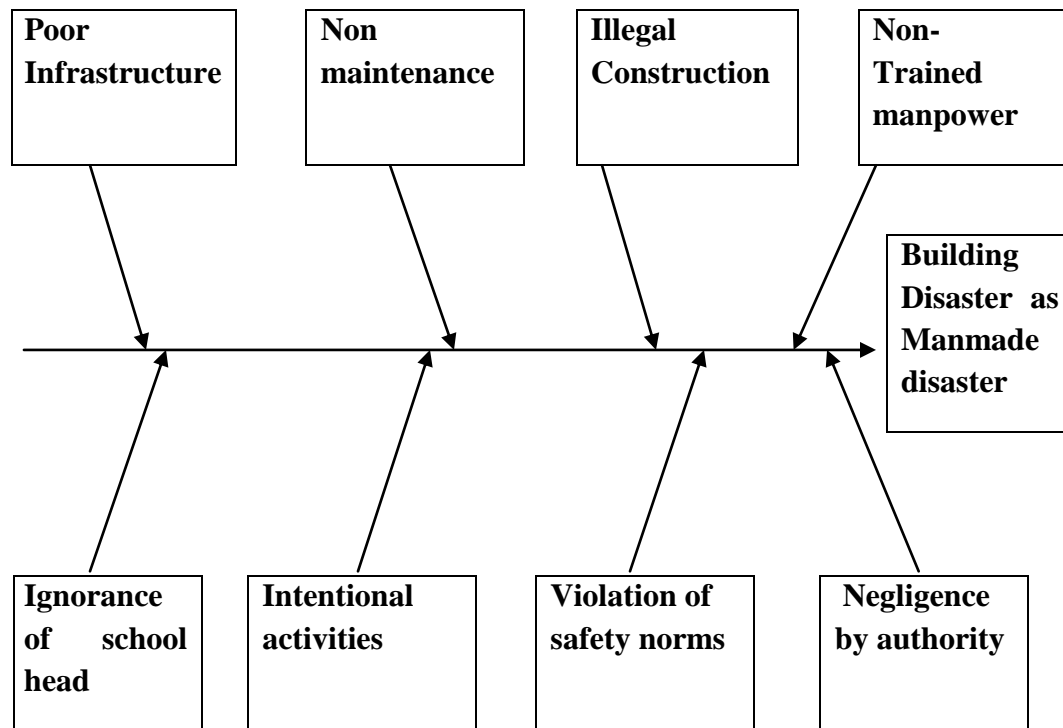 Poor
Infrastructure
Non
maintenance
Illegal
Construction
Non-
Trained
manpower
Building
Disaster as
Manmade
disaster
Ignorance
of school
head
Intentional
activities
Violation of
safety norms
Negligence
by authority